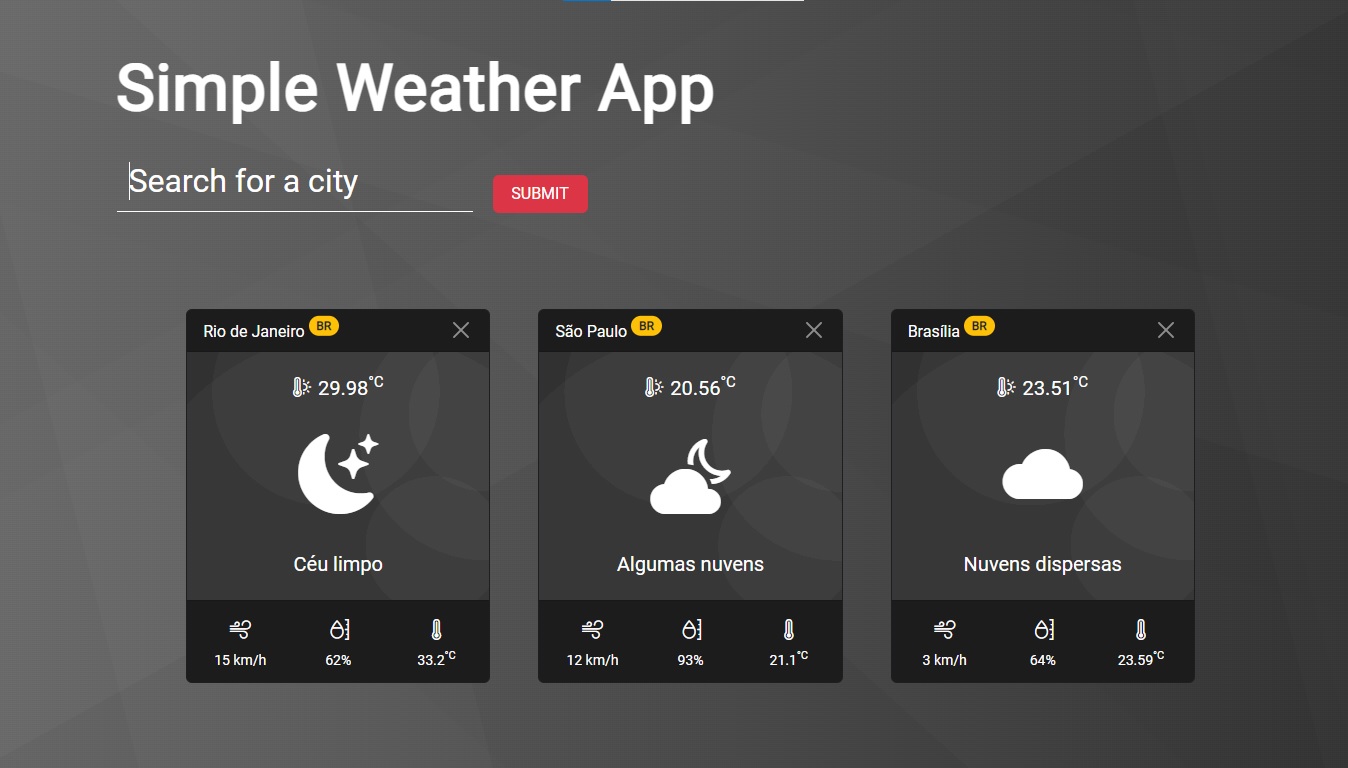 Simple Weather App
Search for a city
SUBMIT
Rio de Janeiro BR
29.98°C
Céu limpo
15 km/h 62% 33.2°C
São Paulo BR
20.56°C
Algumas nuvens
12 km/h 93% 21.1°C
Brasília BR
23.51°C
Nuvens dispersas
3 km/h 64% 23.59°C